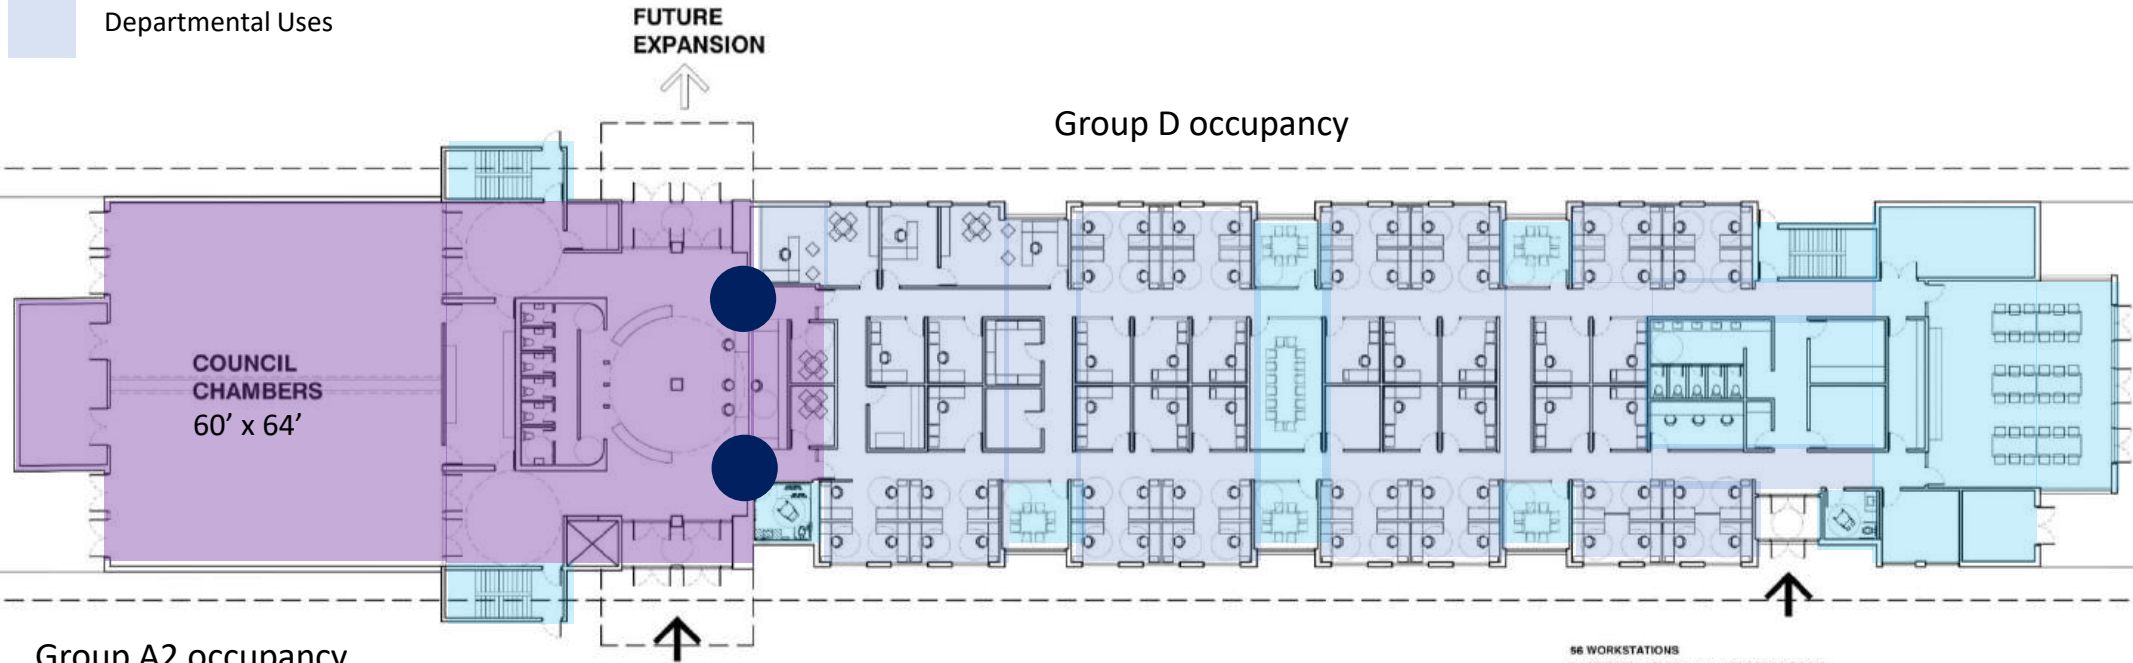 Departmental Uses
FUTURE
EXPANSION
Group D occupancy
COUNCIL
CHAMBERS
60’ x 64’
Group A2 occupancy
56 WORKSTATIONS